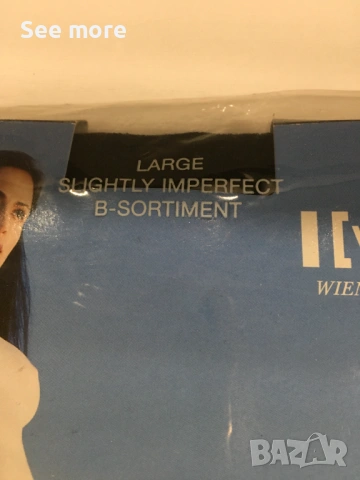 See more
LARGE
SLIGHTLY IMPERFECT
B-SORTIMENT
WIEN
BAZAR